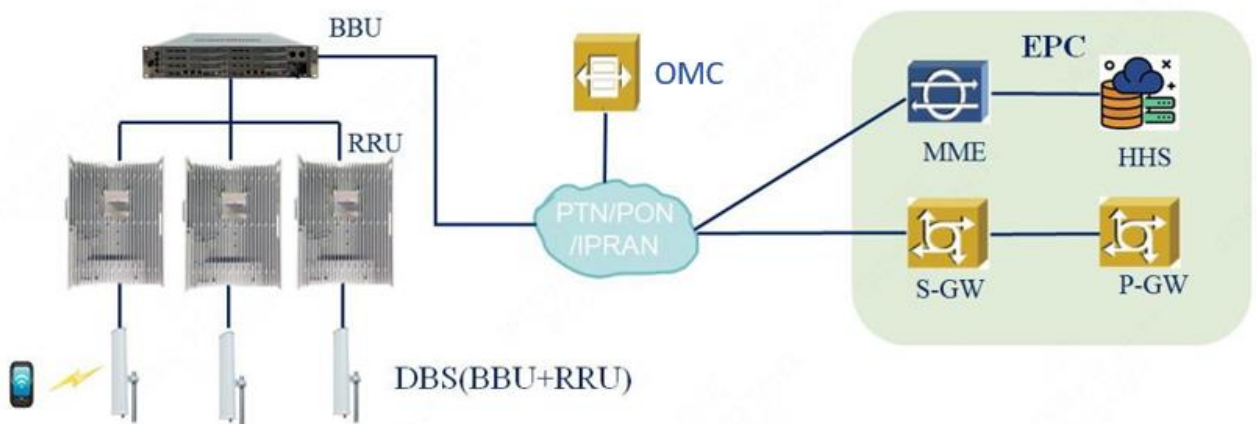 BBU
OMC
EPC
RRU
MME
HHS
PTN/PON
/IPRAN
S-GW
P-GW
DBS(BBU+RRU)